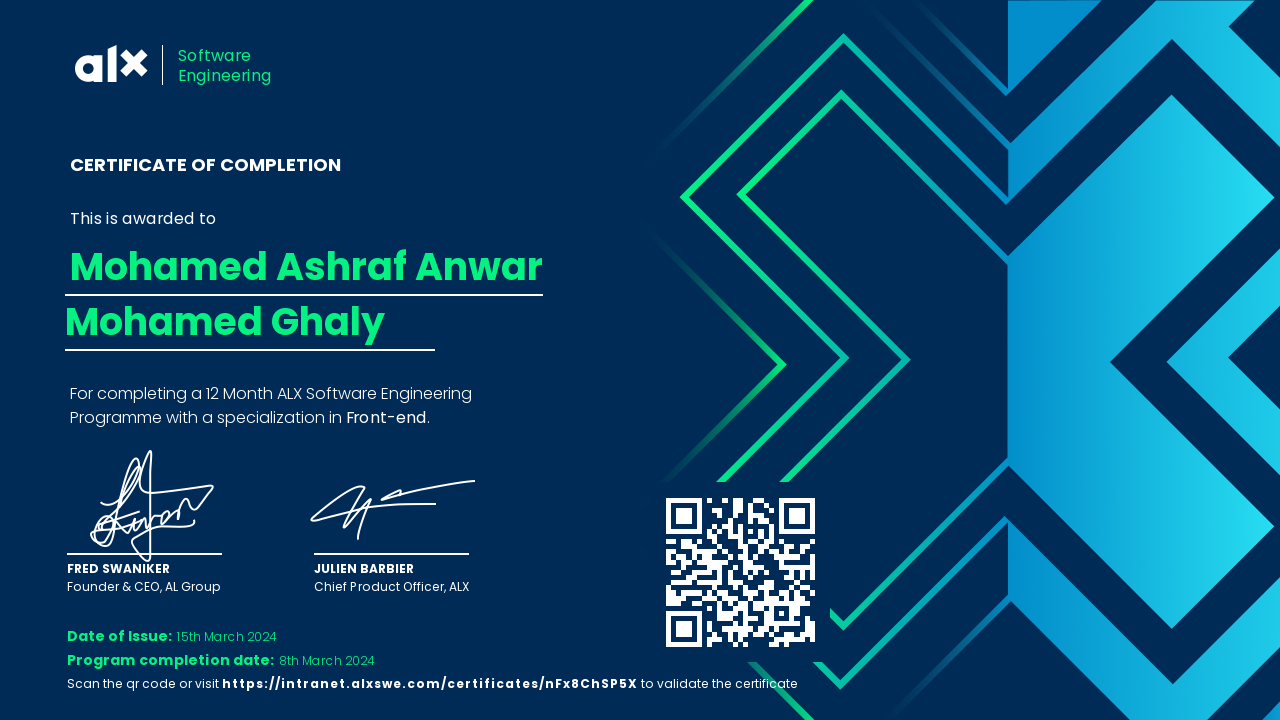 alx
Software
Engineering
CERTIFICATE OF COMPLETION
This is awarded to
Mohamed Ashraf Anwar
Mohamed Ghaly
For completing a 12 Month ALX Software Engineering
Programme with a specialization in Front-end.
FRED SWANIKER
Founder & CEO, AL Group
JULIEN BARBIER
Chief Product Officer, ALX
Date of Issue: 15th March 2024
Program completion date: 8th March 2024
Scan the qr code or visit https://intranet.alxswe.com/certificates/nFx8ChSP5X to validate the certificate